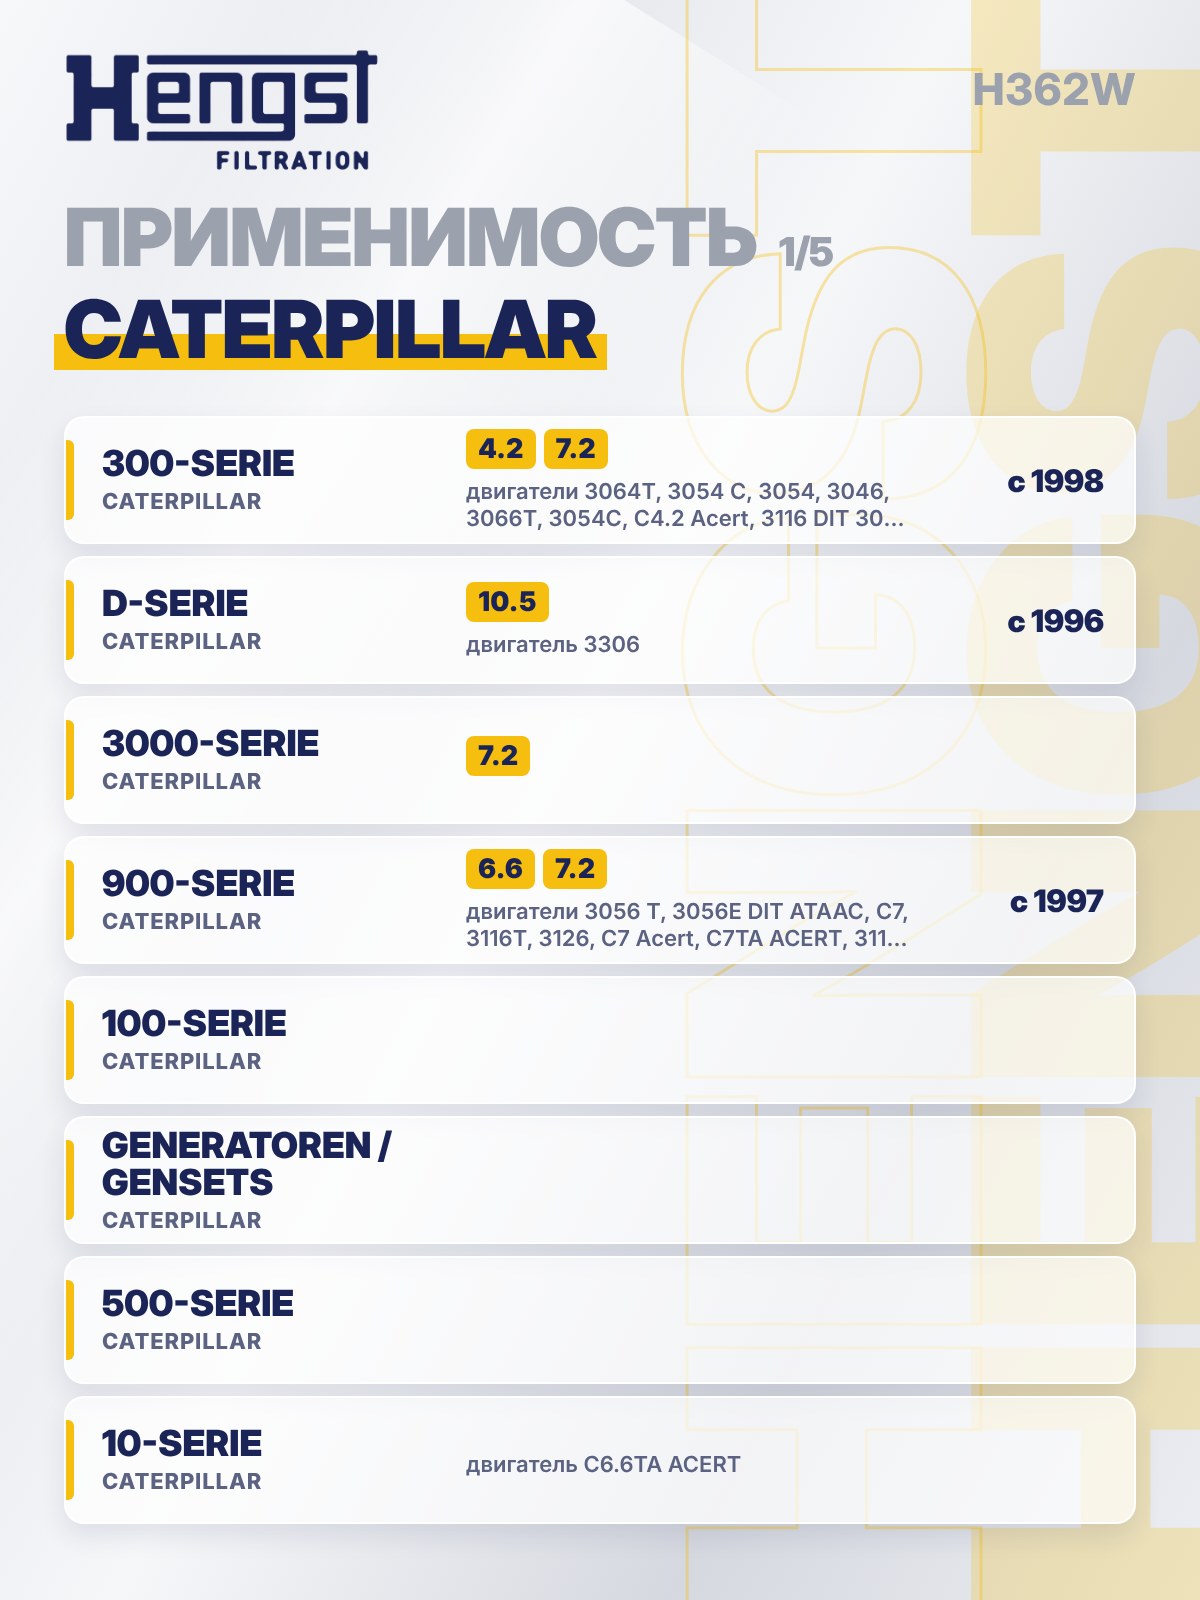 Hengst
FILTRATION
H362W
ПРИМЕНИМОСТЬ 1/5
CATERPILLAR
300-SERIE
CATERPILLAR
4.2 7.2
двигатели 3064T, 3054 C, 3054, 3046,
3066T, 3054C, C4.2 Acert, 3116 DIT 30...
с 1998
D-SERIE
CATERPILLAR
10.5
двигатель 3306
с 1996
3000-SERIE
CATERPILLAR
7.2
900-SERIE
CATERPILLAR
6.6 7.2
двигатели 3056 T, 3056E DIT ATAAC, C7,
3116T, 3126, C7 Acert, C7TA ACERT, 311...
с 1997
100-SERIE
CATERPILLAR
GENERATOREN /
GENSETS
CATERPILLAR
500-SERIE
CATERPILLAR
10-SERIE
CATERPILLAR
двигатель C6.6TA ACERT
HENGST
HENGST